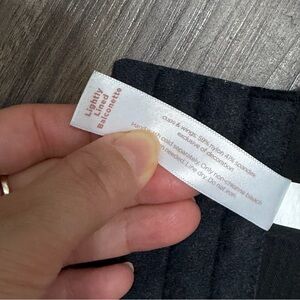 Lightly
Lined
Balconette
cups & wings: 59% nylon, 41% spandex
exclusive of decoration
Hand wash cold separately. Only non-chlorine bleach
when needed. Line dry. Do not iron.